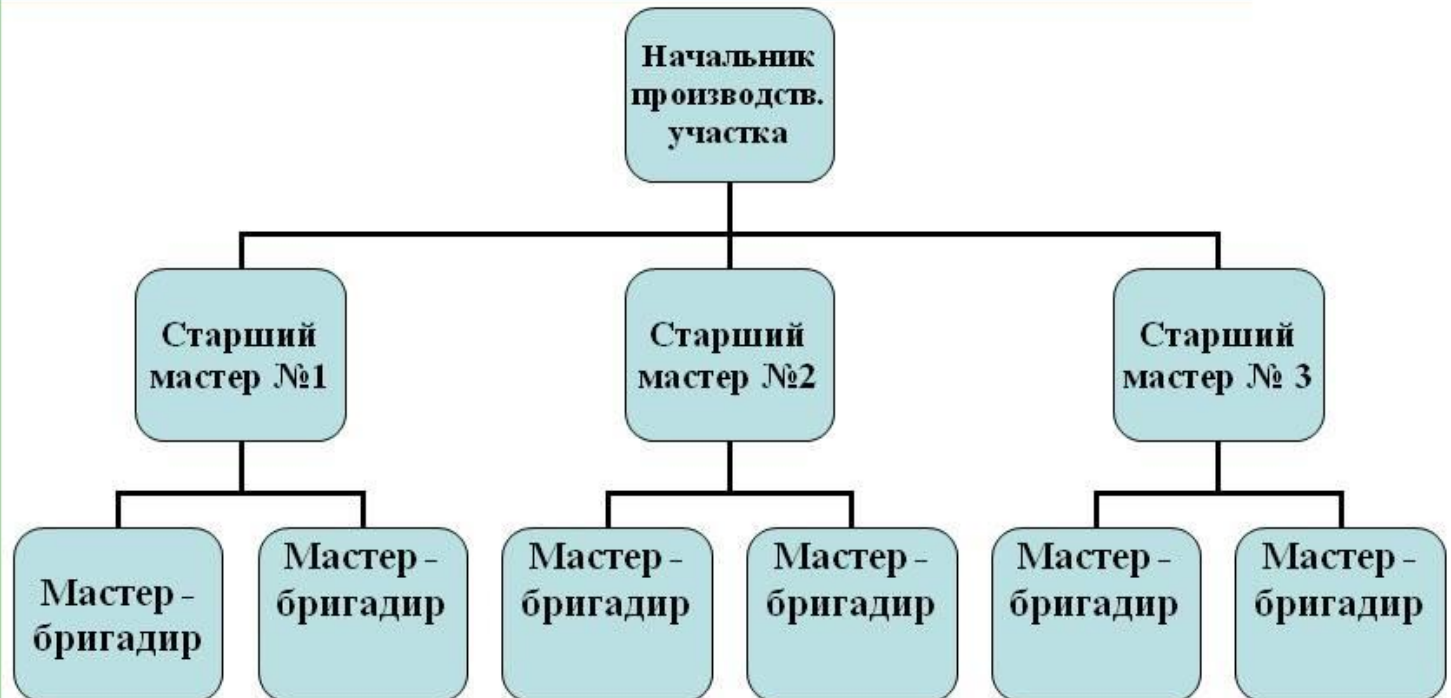 Начальник
производств.
участка
Старший
мастер №1
Старший
мастер №2
Старший
мастер № 3
Мастер -
бригадир
Мастер -
бригадир
Мастер -
бригадир
Мастер -
бригадир
Мастер -
бригадир
Мастер -
бригадир